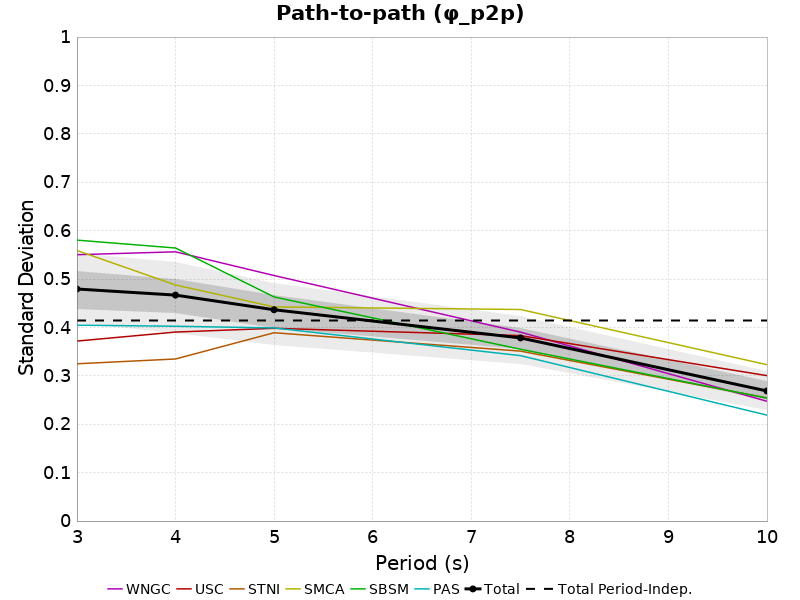 Path-to-path (φ_p2p)
1
0.9
0.8
0.7
0.6
0.5
0.4
0.3
0.2
0.1
0
Standard Deviation
3 4 5 6 7 8 9 10
Period (s)
WNGC USC STNI SMCA SBSM PAS Total Total Period-Indep.